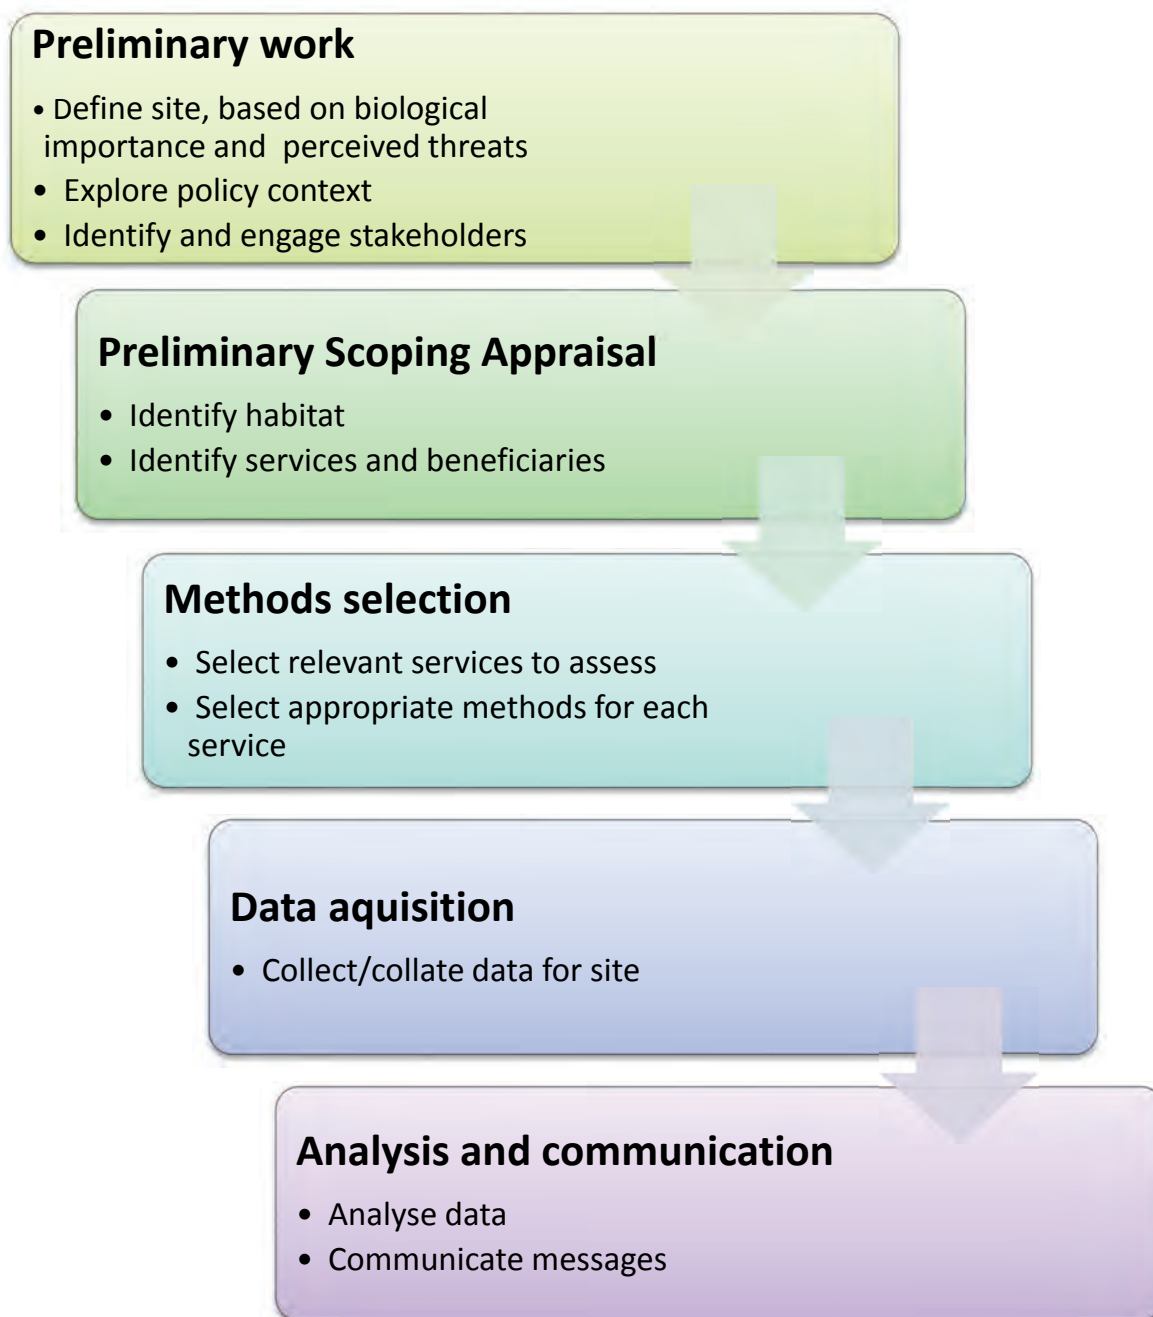 Preliminary work
• Define site, based on biological
importance and  perceived threats
• Explore policy context
• Identify and engage stakeholders
Preliminary Scoping Appraisal
• Identify habitat
• Identify services and beneficiaries
Methods selection
• Select relevant services to assess
• Select appropriate methods for each
service
Data aquisition
• Collect/collate data for site
Analysis and communication
• Analyse data
• Communicate messages